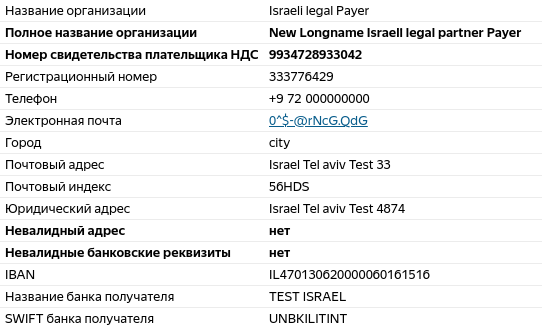 Название организации Israeli legal Payer
Полное название организации New Longname Israell legal partner Payer
Номер свидетельства плательщика НДС 9934728933042
Регистрационный номер 333776429
Телефон +9 72 000000000
Электронная почта 0^$-@rNcG.QdG
Город city
Почтовый адрес Israel Tel aviv Test 33
Почтовый индекс 56HDS
Юридический адрес Israel Tel aviv Test 4874
Невалидный адрес нет
Невалидные банковские реквизиты нет
IBAN IL470130620000060161516
Название банка получателя TEST ISRAEL
SWIFT банка получателя UNBKILITINT